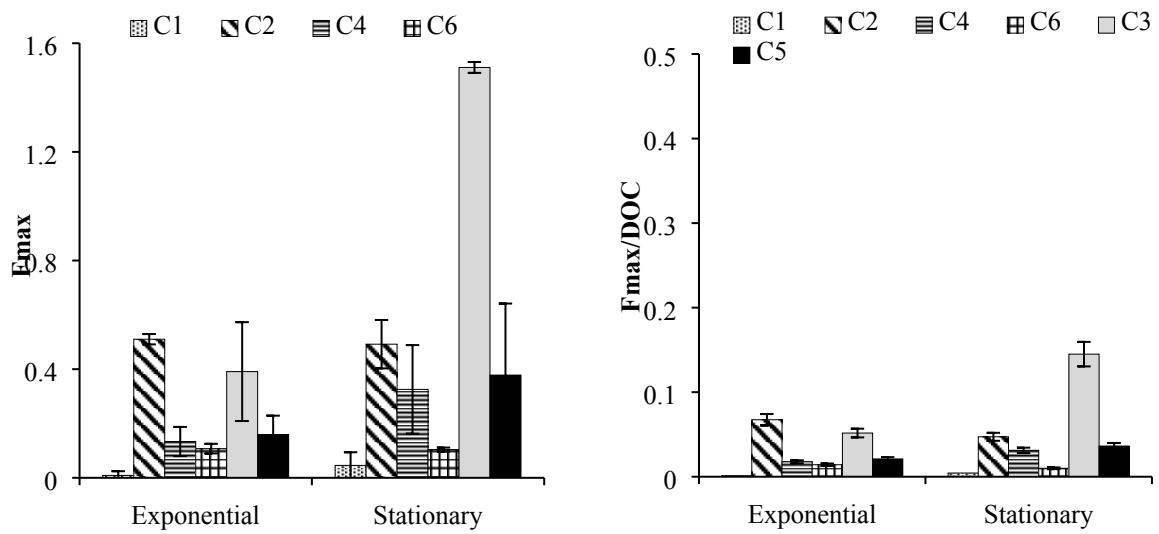 C1 C2 C4 C6
1.6
1.2
0.8
0.4
0
Fmax
Exponential Stationary
C1 C2 C4 C6 C3
C5
0.5
0.4
0.3
0.2
0.1
0
Fmax/DOC
Exponential Stationary